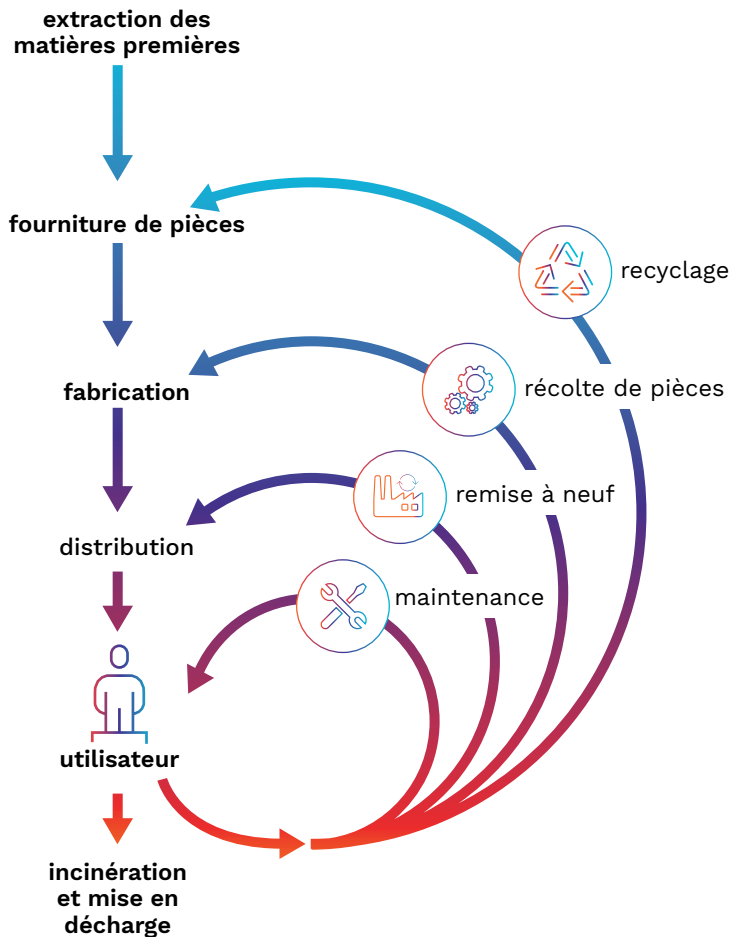 extraction des
matières premières
fourniture de pièces
recyclage
récolte de pièces
fabrication
remise à neuf
distribution
maintenance
utilisateur
incinération
et mise en
décharge